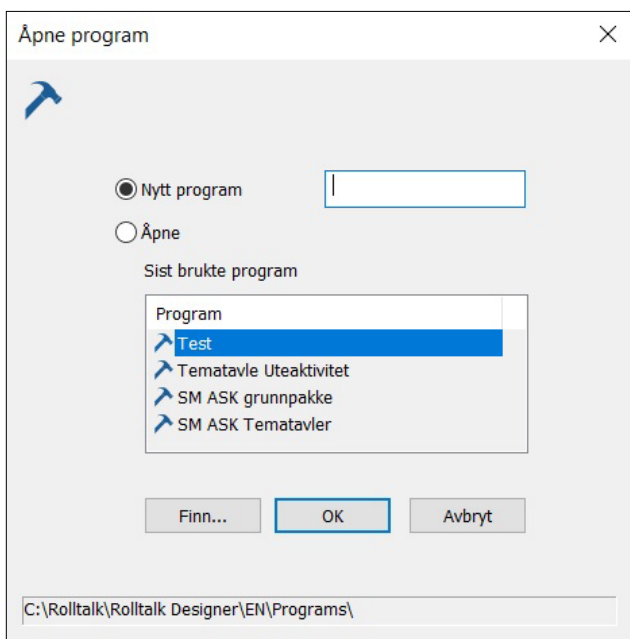 Åpne program
Nytt program
Åpne
Sist brukte program
Program
Test
Tematavle Uteaktivitet
SM ASK grunnpakke
SM ASK Tematavler
Finn... OK Avbryt
C:\Rolltalk\Rolltalk Designer\EN\Programs\